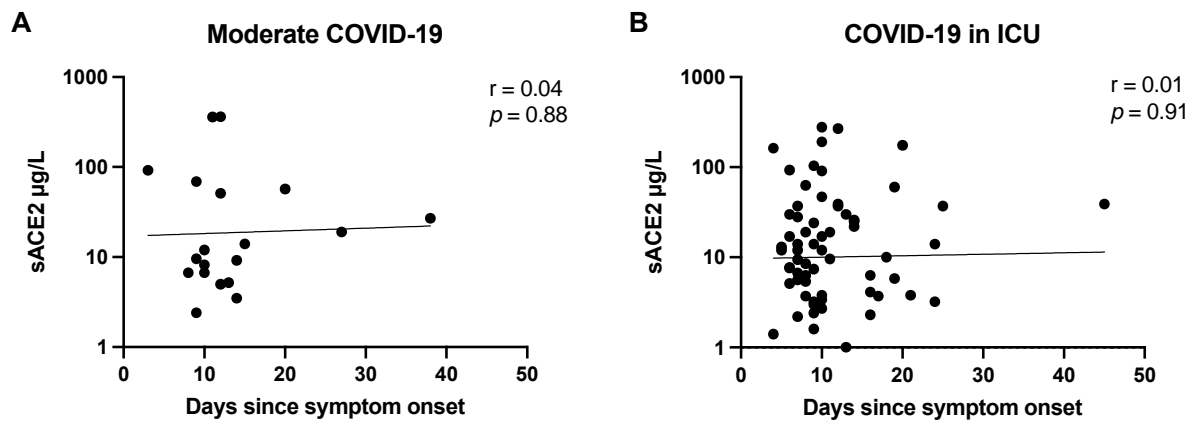 A
Moderate COVID-19
r = 0.04
p = 0.88
sACE2 µg/L
1000
100
10
1
0
10
20
30
40
50
Days since symptom onset
B
COVID-19 in ICU
r = 0.01
p = 0.91
sACE2 µg/L
1000
100
10
1
0
10
20
30
40
50
Days since symptom onset